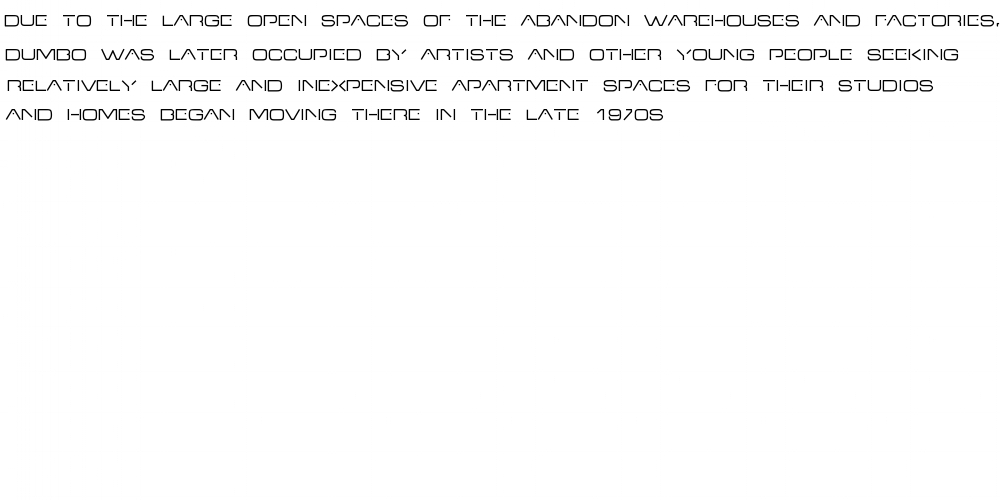 DUE TO THE LARGE OPEN SPACES OF THE ABANDON WAREHOUSES AND FACTORIES,
DUMBO WAS LATER OCCUPIED BY ARTISTS AND OTHER YOUNG PEOPLE SEEKING
RELATIVELY LARGE AND INEXPENSIVE APARTMENT SPACES FOR THEIR STUDIOS
AND HOMES BEGAN MOVING THERE IN THE LATE 1970S